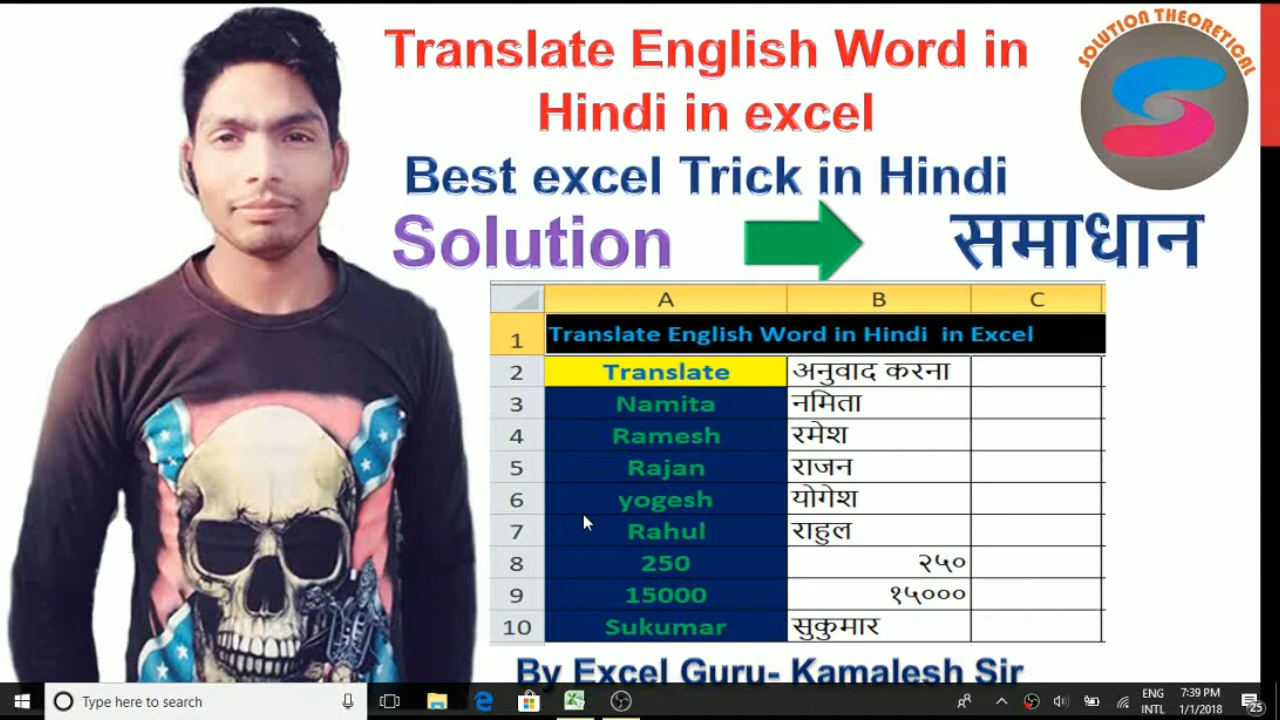 Translate English Word in
Hindi in excel
SOLUTION THEORETICAL
Best excel Trick in Hindi
Solution
समाधान
A B C
1 Translate English Word in Hindi in Excel
2 Translate अनुवाद करना
3 Namita नमिता
4 Ramesh रमेश
5 Rajan राजन
6 yogesh योगेश
7 Rahul राहुल
8 250 २५०
9 15000 १५०००
10 Sukumar सुकुमार
By Excel Guru- Kamalesh Sir
Type here to search
ENG
INTL
7:39 PM
1/1/2018
25